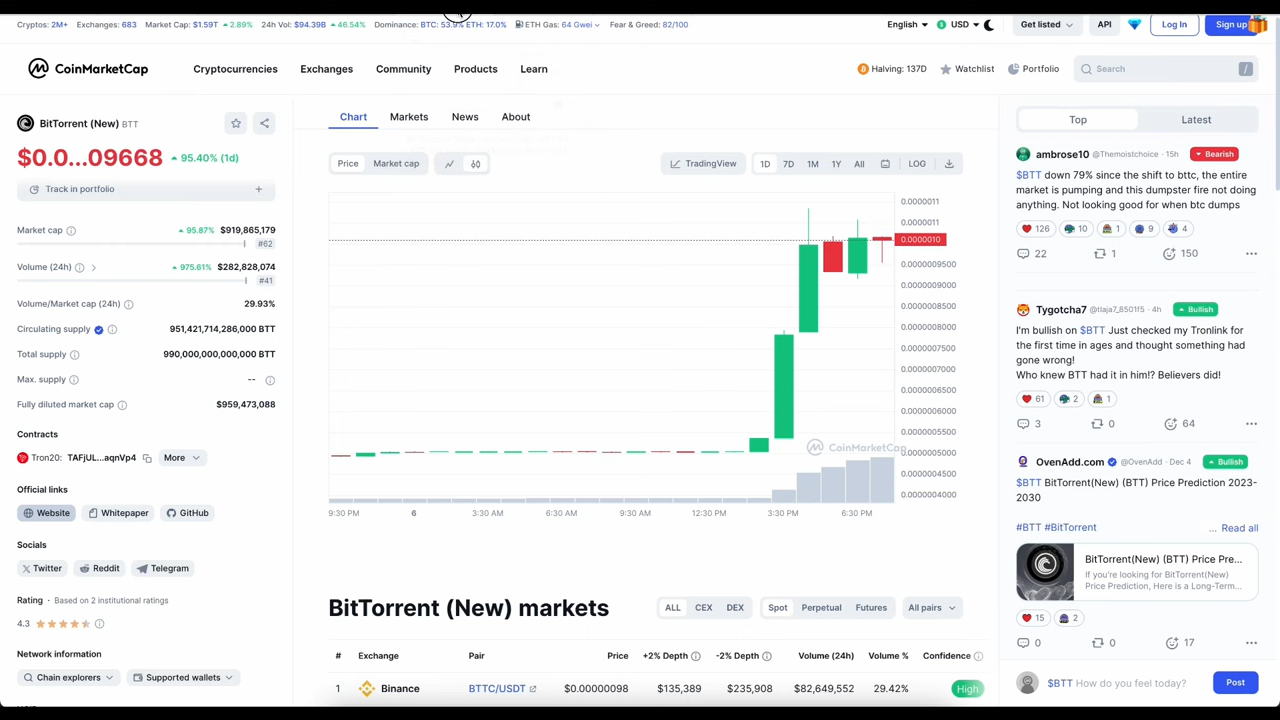 Cryptos: 2M+ Exchanges: 683 Market Cap: $1.59T 2.89% 24h Vol: $94.39B 46.54% Dominance: BTC: 53.9% ETH: 17.0% ETH Gas: 64 Gwei Fear & Greed: 82/100
English USD Get listed API Log In Sign up
CoinMarketCap Cryptocurrencies Exchanges Community Products Learn Halving: 137D Watchlist Portfolio Search /
BitTorrent (New) BTT
$0.0...09668 95.40% (1d)
Track in portfolio +
Market cap 95.87% $919,865,179
#62
Volume (24h) 975.61% $282,828,074
#41
Volume/Market cap (24h) 29.93%
Circulating supply 951,421,714,286,000 BTT
Total supply 990,000,000,000,000 BTT
Max. supply --
Fully diluted market cap $959,473,088
Contracts
Tron20: TAFjUL...aqnVp4 More
Official links
Website Whitepaper GitHub
Socials
Twitter Reddit Telegram
Rating · Based on 2 institutional ratings
4.3
Network information
Chain explorers Supported wallets
Chart Markets News About
Price Market cap TradingView 1D 7D 1M 1Y All LOG
0.0000011
0.0000011
0.0000010
0.0000009500
0.0000009000
0.0000008500
0.0000008000
0.0000007500
0.0000007000
0.0000006500
0.0000006000
0.0000005500
0.0000005000
0.0000004500
0.0000004000
CoinMarketCap
9:30 PM 6 3:30 AM 6:30 AM 9:30 AM 12:30 PM 3:30 PM 6:30 PM
BitTorrent (New) markets ALL CEX DEX Spot Perpetual Futures All pairs
# Exchange Pair Price +2% Depth -2% Depth Volume (24h) Volume % Confidence
1 Binance BTTC/USDT $0.00000098 $135,389 $235,908 $82,649,552 29.42% High
Top Latest
ambrose10 @Themoistchoice · 15h Bearish
$BTT down 79% since the shift to bttc, the entire
market is pumping and this dumpster fire not doing
anything. Not looking good for when btc dumps
126 10 1 9 4
22 1 150 ...
Tygotcha7 @tlaja7_8501f5 · 4h Bullish
I'm bullish on $BTT Just checked my Tronlink for
the first time in ages and thought something had
gone wrong!
Who knew BTT had it in him!? Believers did!
61 2 1
3 0 64 ...
OvenAdd.com @OvenAdd · Dec 4 Bullish
$BTT BitTorrent(New) (BTT) Price Prediction 2023-
2030
#BTT #BitTorrent ... Read all
BitTorrent(New) (BTT) Price Pre...
If you're looking for BitTorrent(New)
Price Prediction, Here is a Long-Term...
15 2
0 0 17 ...
$BTT How do you feel today? Post